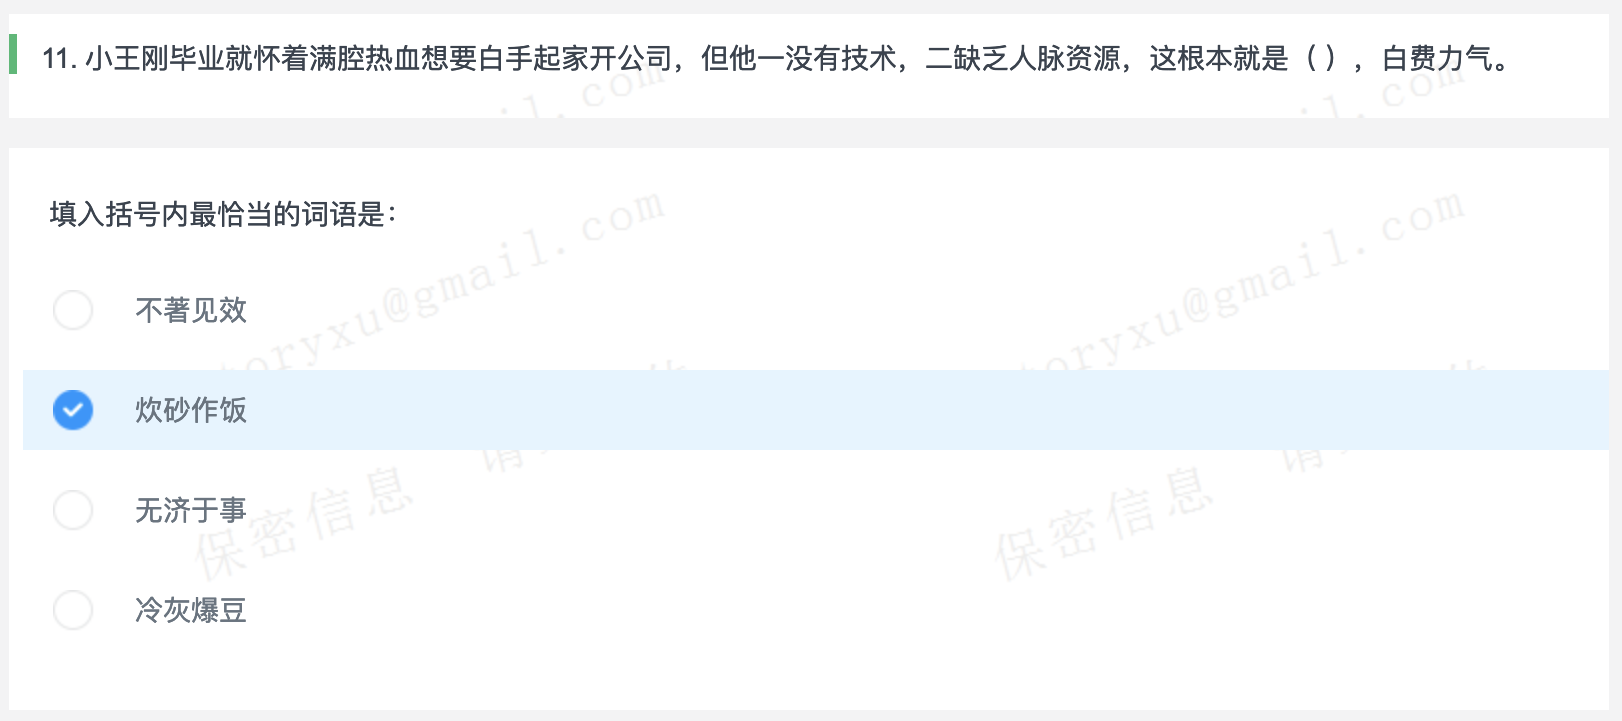 11. 小王刚毕业就怀着满腔热血想要白手起家开公司，但他一没有技术，二缺乏人脉资源，这根本就是（ ），白费力气。
填入括号内最恰当的词语是：
不著见效
炊砂作饭
无济于事
冷灰爆豆
toryxu@gmail.com
toryxu@gmail.com
保密信息
保密信息